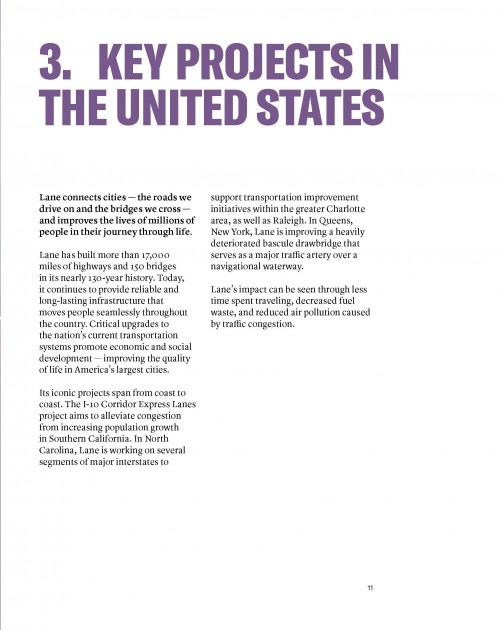 3. KEY PROJECTS IN
THE UNITED STATES
Lane connects cities — the roads we
drive on and the bridges we cross —
and improves the lives of millions of
people in their journey through life.
Lane has built more than 17,000
miles of highways and 150 bridges
in its nearly 130-year history. Today,
it continues to provide reliable and
long-lasting infrastructure that
moves people seamlessly throughout
the country. Critical upgrades to
the nation’s current transportation
systems promote economic and social
development — improving the quality
of life in America’s largest cities.
Its iconic projects span from coast to
coast. The I-10 Corridor Express Lanes
project aims to alleviate congestion
from increasing population growth
in Southern California. In North
Carolina, Lane is working on several
segments of major interstates to
support transportation improvement
initiatives within the greater Charlotte
area, as well as Raleigh. In Queens,
New York, Lane is improving a heavily
deteriorated bascule drawbridge that
serves as a major traffic artery over a
navigational waterway.
Lane’s impact can be seen through less
time spent traveling, decreased fuel
waste, and reduced air pollution caused
by traffic congestion.
11